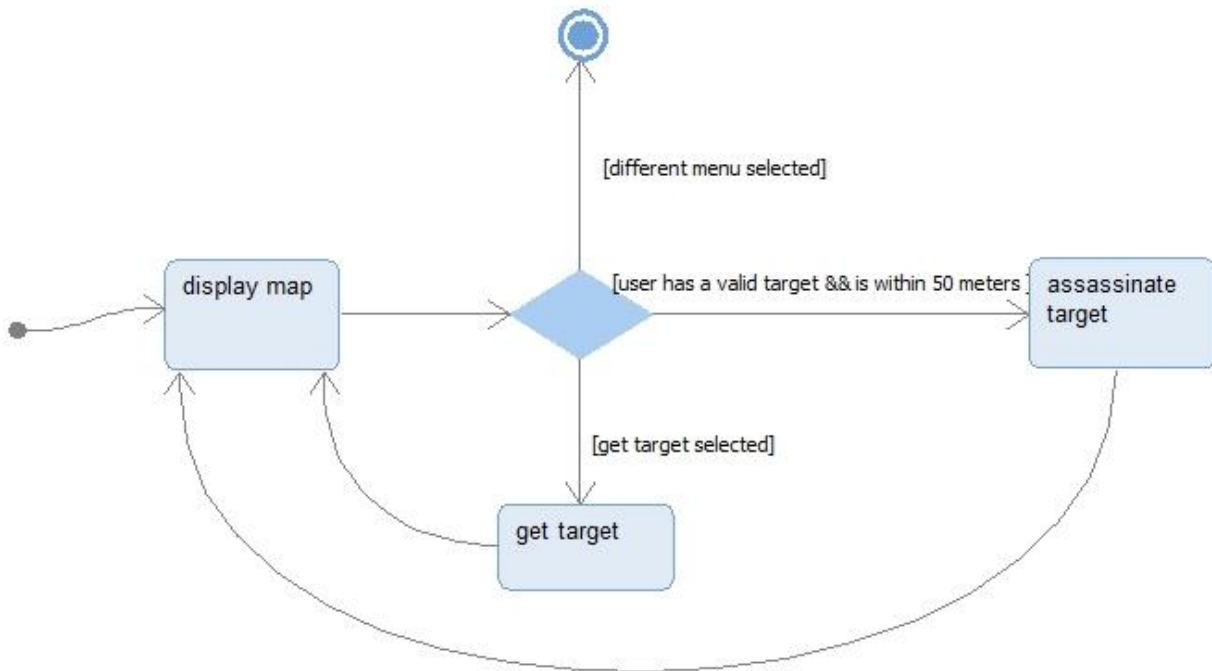 [different menu selected]
display map
[user has a valid target && is within 50 meters ]
assassinate
target
[get target selected]
get target